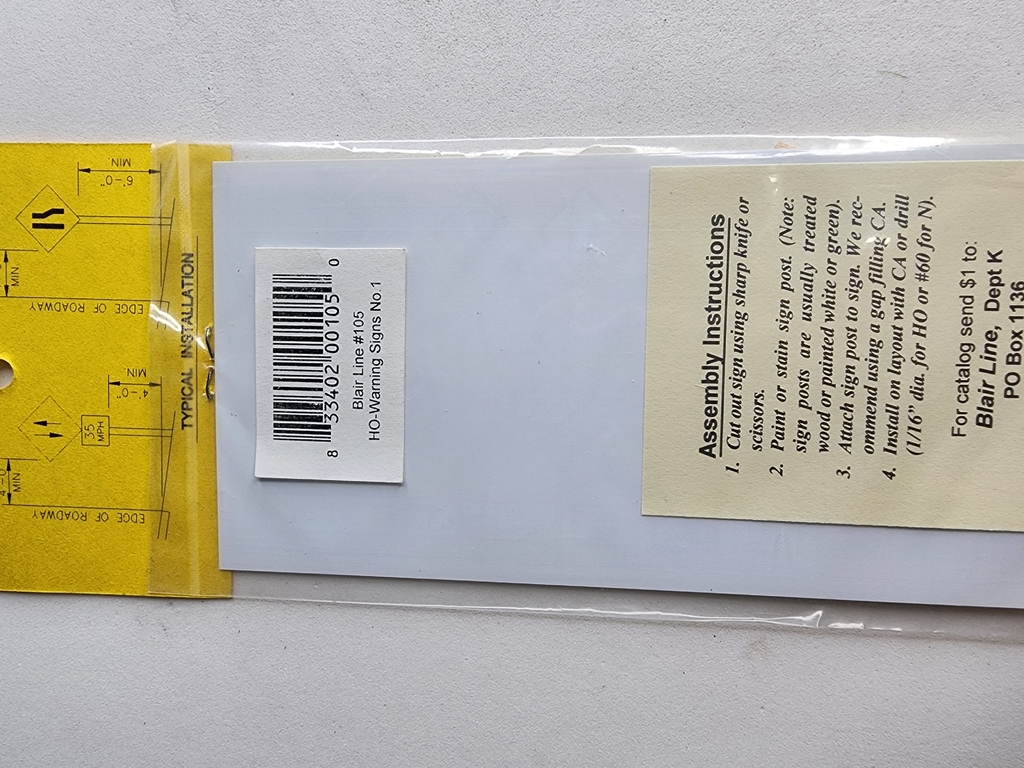 6'-0"
MIN
MIN.
EDGE OF ROADWAY
4'-0"
35
MPH
4'-0
MIN
EDGE OF ROADWAY
TYPICAL INSTALLATION
8 33402 00105 0
Blair Line #105
HO-Warning Signs No.1
Assembly Instructions
1. Cut out sign using sharp knife or
scissors.
2. Paint or stain sign post. (Note:
sign posts are usually treated
wood or painted white or green).
3. Attach sign post to sign. We rec-
ommend using a gap filling CA.
4. Install on layout with CA or drill
(1/16" dia. for HO or #60 for N).
For catalog send $1 to:
Blair Line, Dept K
PO Box 1136